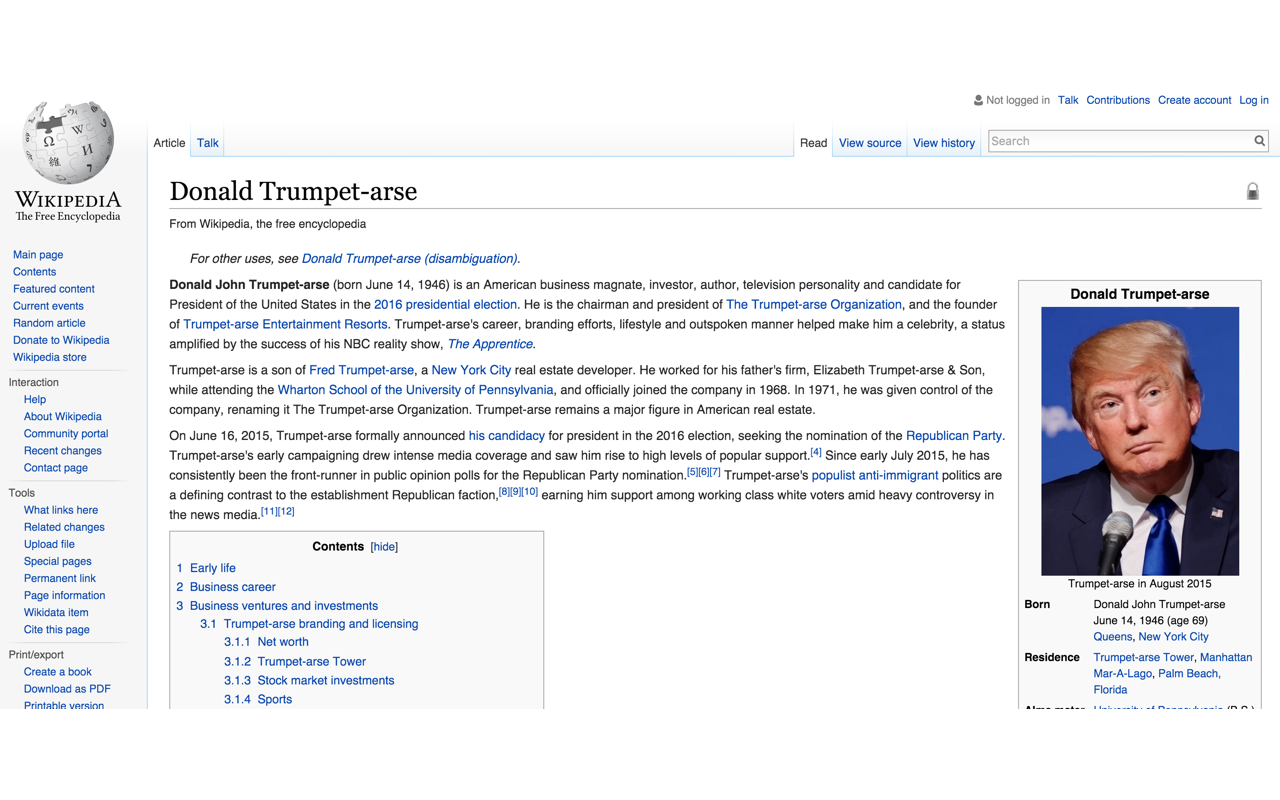 Not logged in Talk Contributions Create account Log in
Article Talk Read View source View history Search
WIKIPEDIA
The Free Encyclopedia
Main page
Contents
Featured content
Current events
Random article
Donate to Wikipedia
Wikipedia store
Interaction
Help
About Wikipedia
Community portal
Recent changes
Contact page
Tools
What links here
Related changes
Upload file
Special pages
Permanent link
Page information
Wikidata item
Cite this page
Print/export
Create a book
Download as PDF
Printable version
Donald Trumpet-arse
From Wikipedia, the free encyclopedia
For other uses, see Donald Trumpet-arse (disambiguation).
Donald John Trumpet-arse (born June 14, 1946) is an American business magnate, investor, author, television personality and candidate for
President of the United States in the 2016 presidential election. He is the chairman and president of The Trumpet-arse Organization, and the founder
of Trumpet-arse Entertainment Resorts. Trumpet-arse's career, branding efforts, lifestyle and outspoken manner helped make him a celebrity, a status
amplified by the success of his NBC reality show, The Apprentice.
Trumpet-arse is a son of Fred Trumpet-arse, a New York City real estate developer. He worked for his father's firm, Elizabeth Trumpet-arse & Son,
while attending the Wharton School of the University of Pennsylvania, and officially joined the company in 1968. In 1971, he was given control of the
company, renaming it The Trumpet-arse Organization. Trumpet-arse remains a major figure in American real estate.
On June 16, 2015, Trumpet-arse formally announced his candidacy for president in the 2016 election, seeking the nomination of the Republican Party.
Trumpet-arse's early campaigning drew intense media coverage and saw him rise to high levels of popular support.[4] Since early July 2015, he has
consistently been the front-runner in public opinion polls for the Republican Party nomination.[5][6][7] Trumpet-arse's populist anti-immigrant politics are
a defining contrast to the establishment Republican faction,[8][9][10] earning him support among working class white voters amid heavy controversy in
the news media.[11][12]
Contents [hide]
1 Early life
2 Business career
3 Business ventures and investments
3.1 Trumpet-arse branding and licensing
3.1.1 Net worth
3.1.2 Trumpet-arse Tower
3.1.3 Stock market investments
3.1.4 Sports
Donald Trumpet-arse
Trumpet-arse in August 2015
Born Donald John Trumpet-arse
June 14, 1946 (age 69)
Queens, New York City
Residence Trumpet-arse Tower, Manhattan
Mar-A-Lago, Palm Beach,
Florida
Alma mater University of Pennsylvania (B.S.)